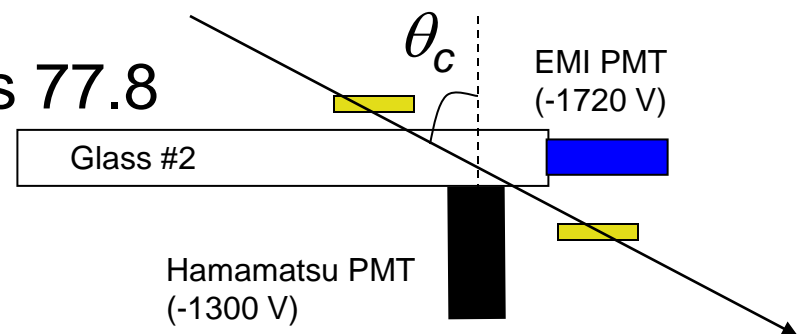 θc
EMI PMT
(-1720 V)
s 77.8
Glass #2
Hamamatsu PMT
(-1300 V)